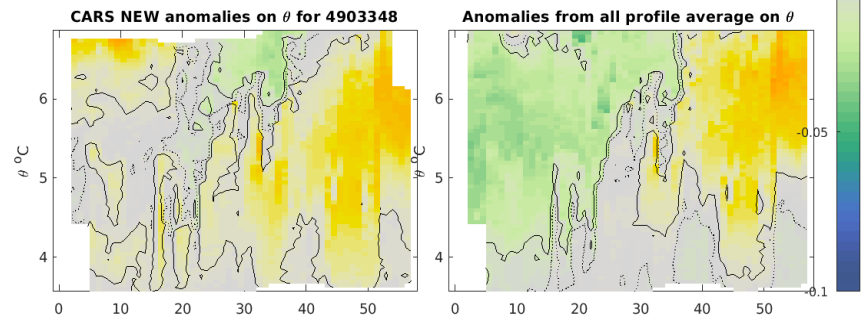 CARS NEW anomalies on θ for 4903348
Anomalies from all profile average on θ
6
5
4
θ °C
0 10 20 30 40 50
6
5
4
θ °C
0 10 20 30 40 50
-0.05
-0.1